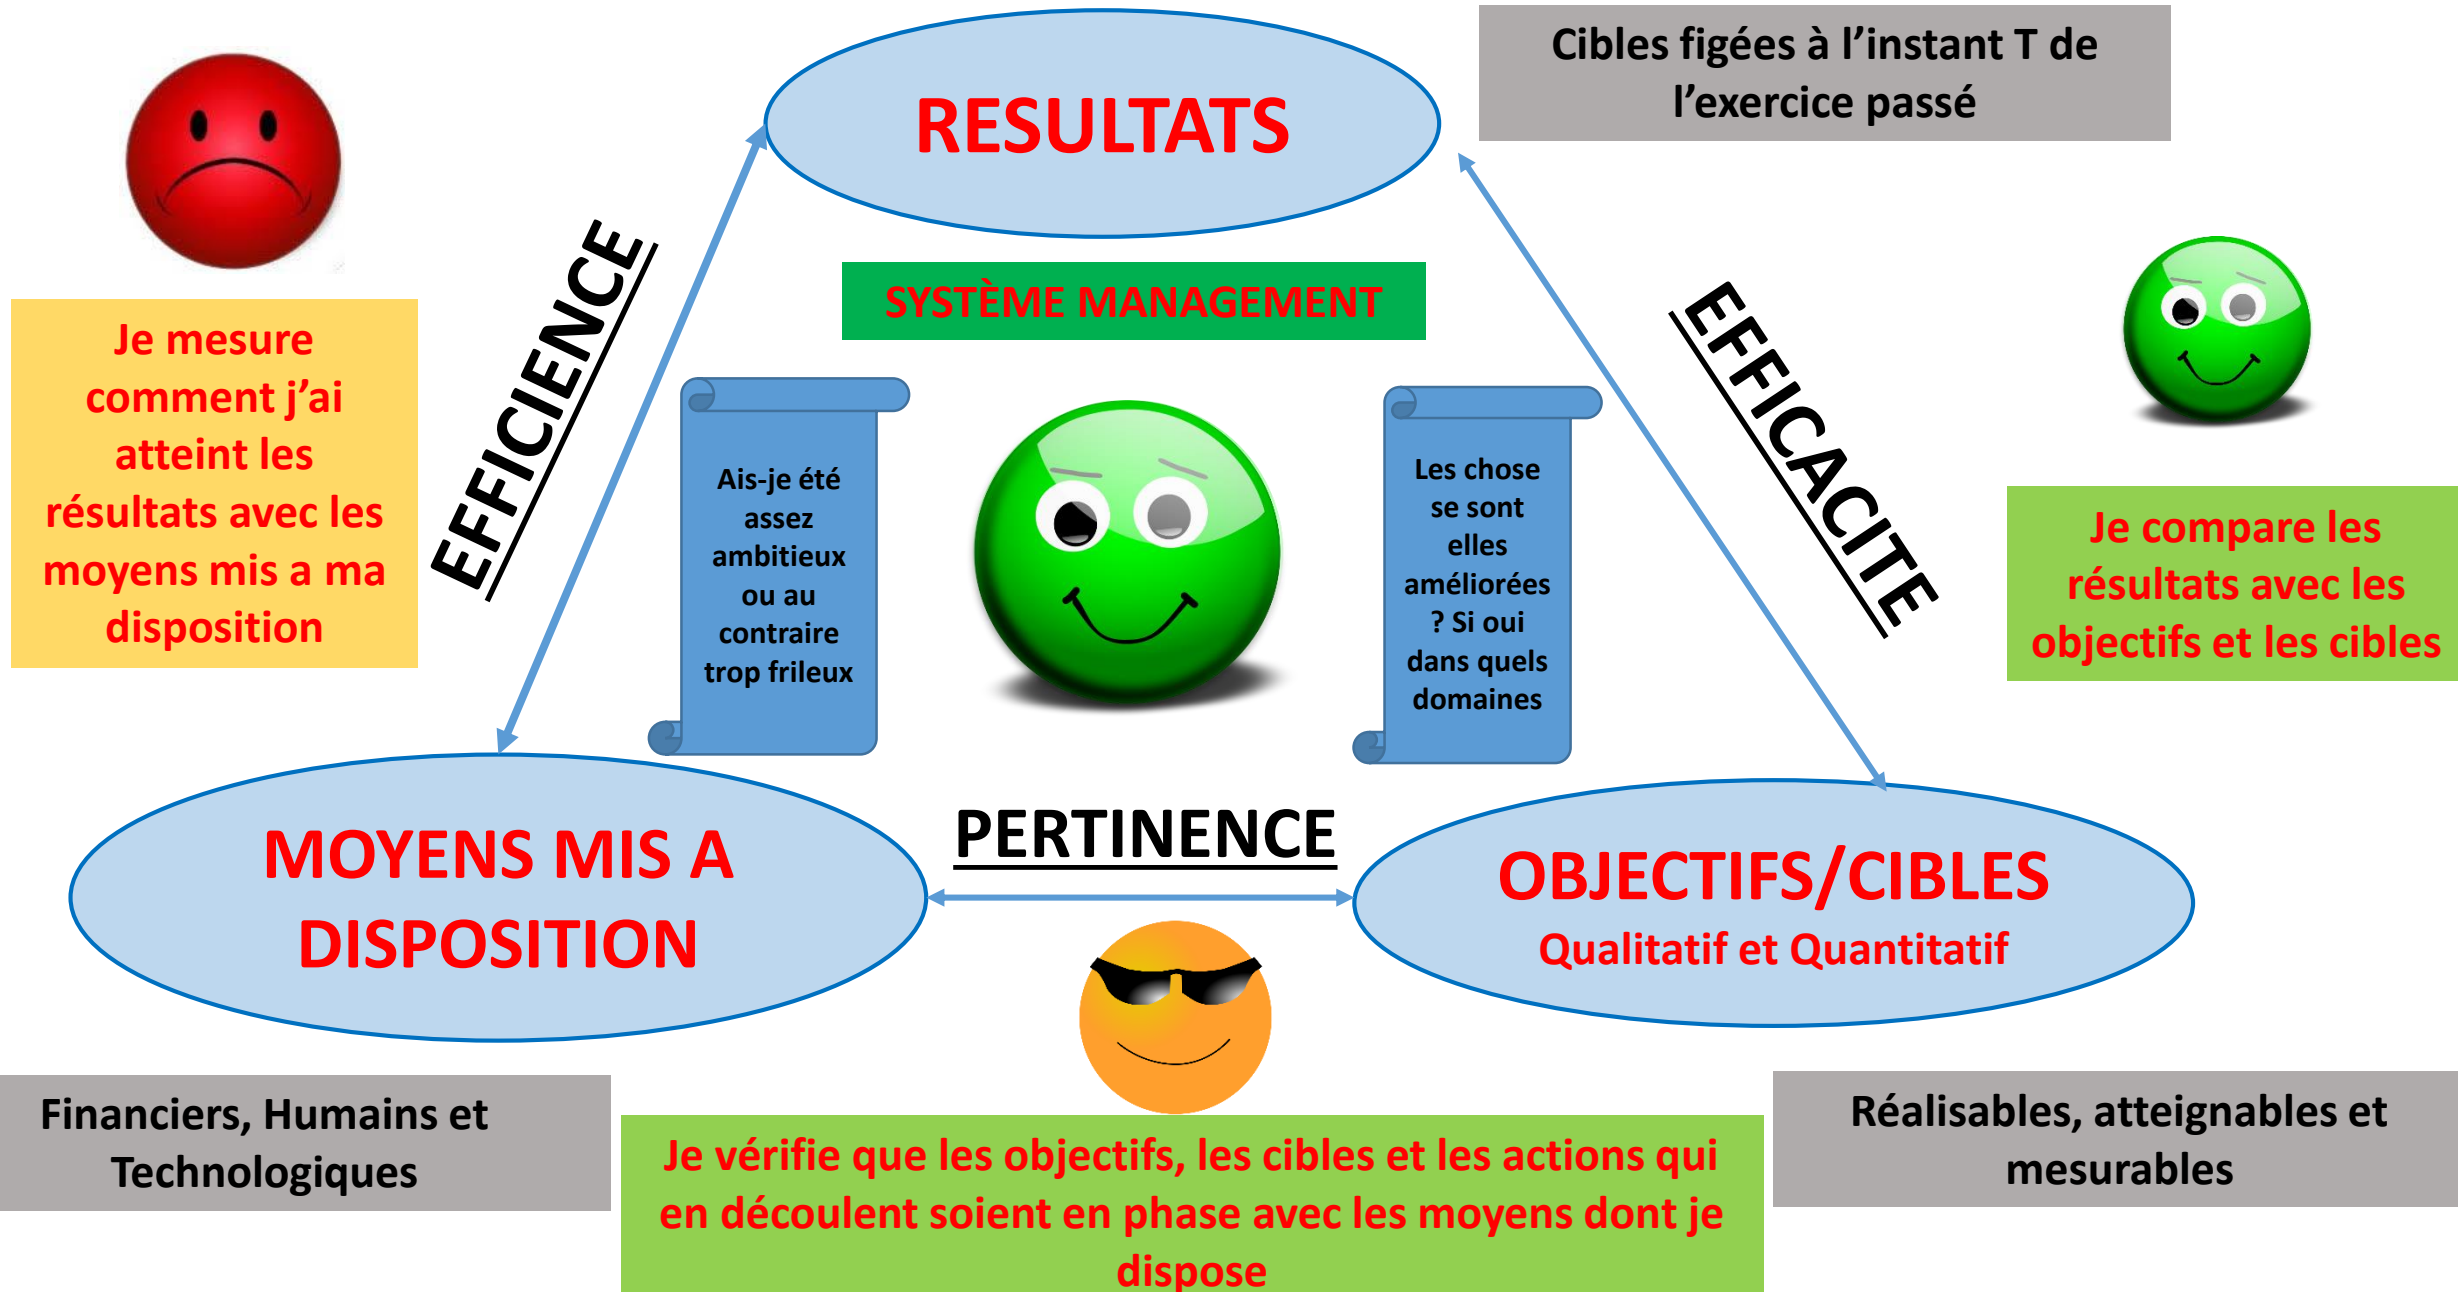 RESULTATS
Cibles figées à l’instant T de
l’exercice passé
SYSTÈME MANAGEMENT
EFFICIENCE
EFFICACITE
Je mesure
comment j’ai
atteint les
résultats avec les
moyens mis a ma
disposition
Ais-je été
assez
ambitieux
ou au
contraire
trop frileux
Les chose
se sont
elles
améliorées
? Si oui
dans quels
domaines
Je compare les
résultats avec les
objectifs et les cibles
PERTINENCE
MOYENS MIS A
DISPOSITION
OBJECTIFS/CIBLES
Qualitatif et Quantitatif
Financiers, Humains et
Technologiques
Je vérifie que les objectifs, les cibles et les actions qui
en découlent soient en phase avec les moyens dont je
dispose
Réalisables, atteignables et
mesurables